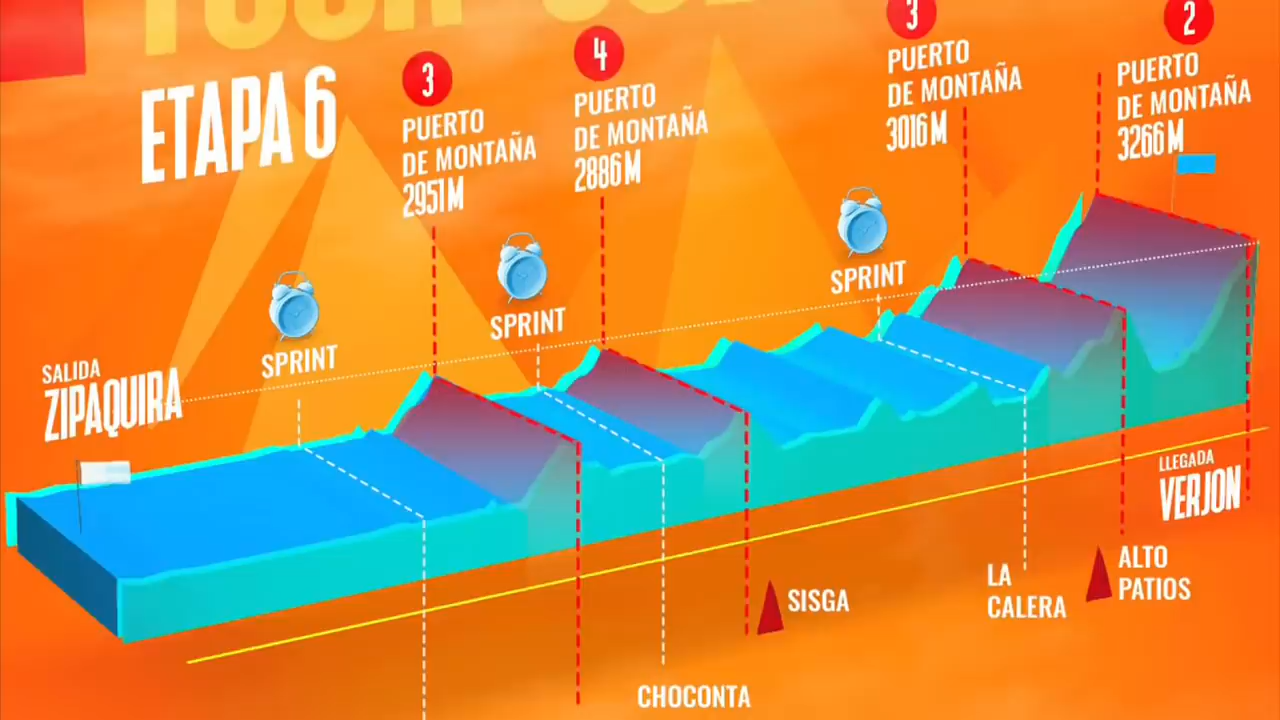 ETAPA 6
3
PUERTO
DE MONTAÑA
2951 M
4
PUERTO
DE MONTAÑA
2886 M
3
PUERTO
DE MONTAÑA
3016 M
2
PUERTO
DE MONTAÑA
3266 M
SPRINT
SPRINT
SPRINT
SALIDA
ZIPAQUIRA
LLEGADA
VERJON
ALTO
PATIOS
LA
CALERA
SISGA
CHOCONTA